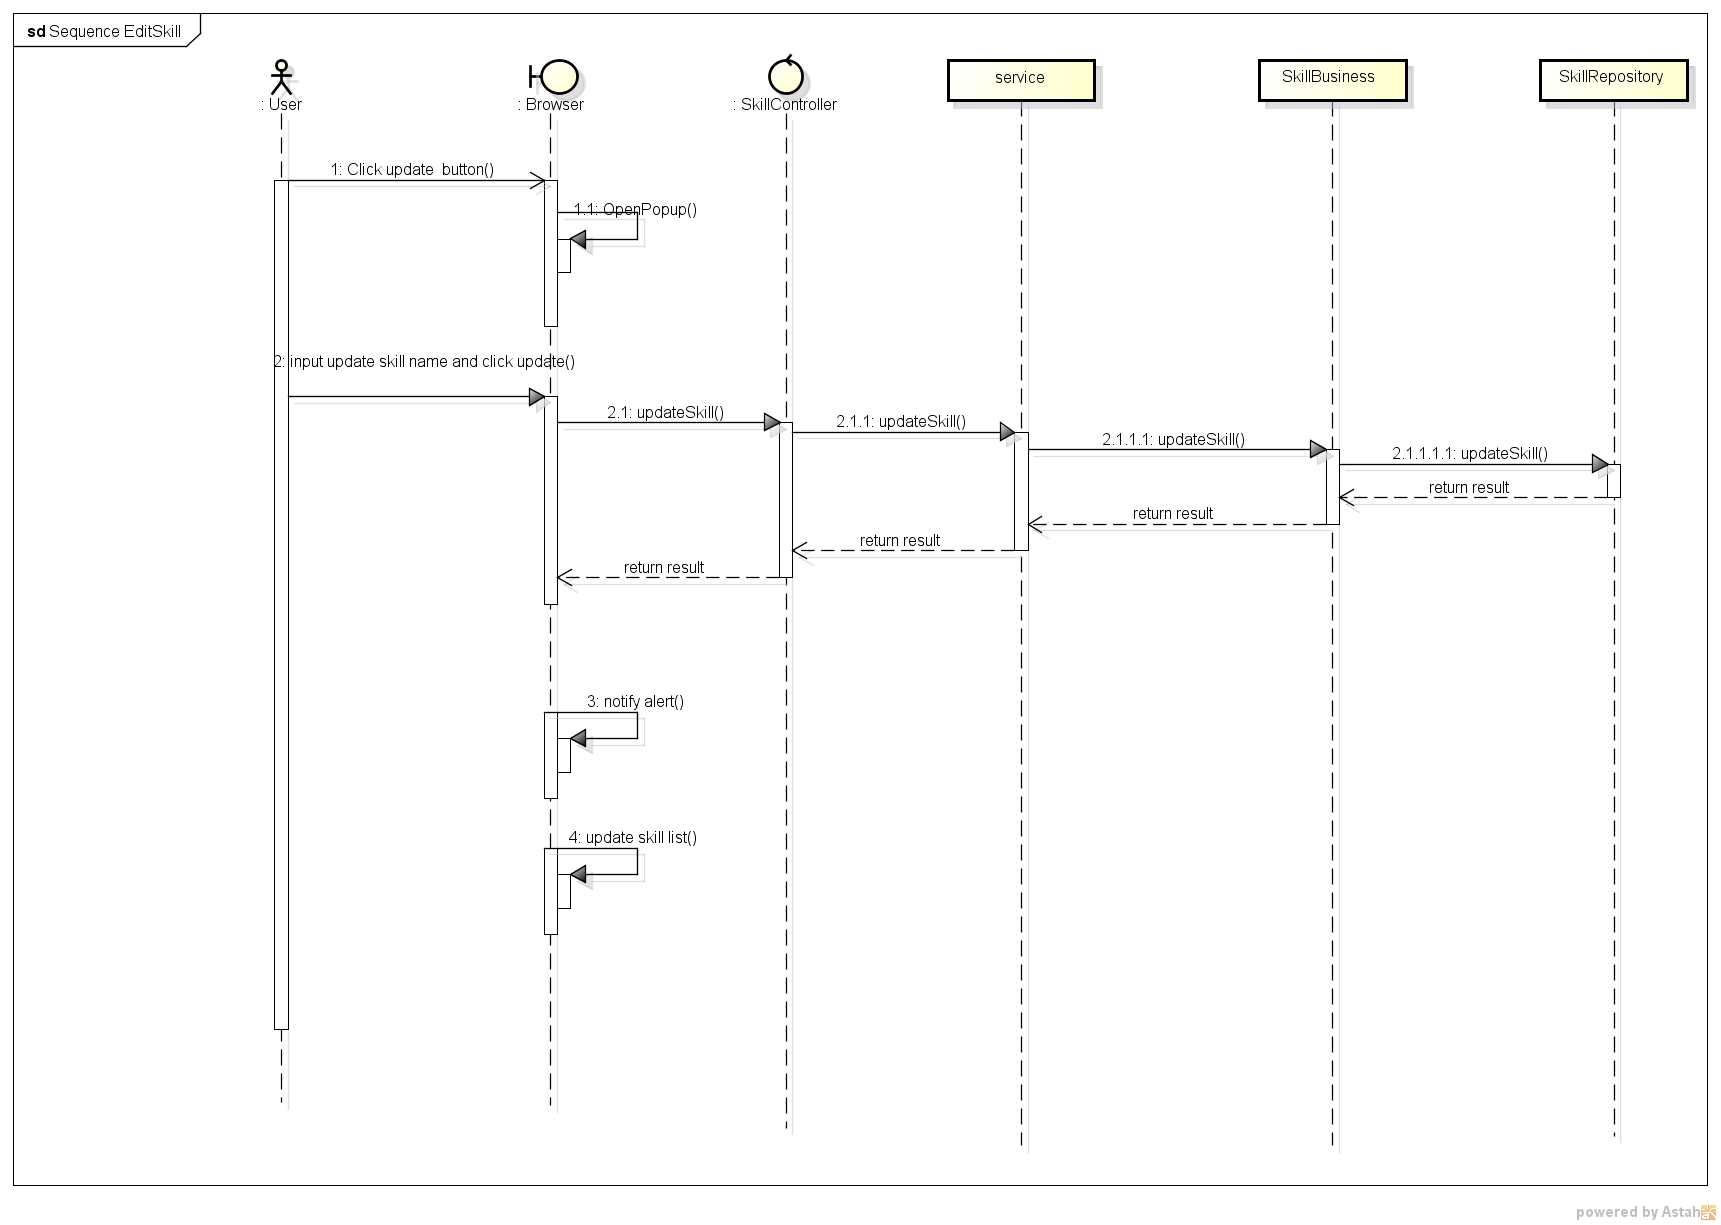 sd Sequence EditSkill
: User
: Browser
: SkillController
service
SkillBusiness
SkillRepository
1: Click update  button()
1.1: OpenPopup()
2: input update skill name and click update()
2.1: updateSkill()
2.1.1: updateSkill()
2.1.1.1: updateSkill()
2.1.1.1.1: updateSkill()
return result
return result
return result
return result
3: notify alert()
4: update skill list()
powered by Astah